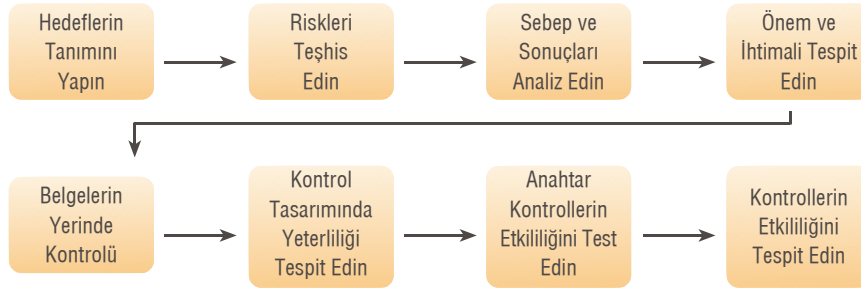 Hedeflerin
Tanımını
Yapın
Riskleri
Teşhis
Edin
Sebep ve
Sonuçları
Analiz Edin
Önem ve
İhtimali Tespit
Edin
Belgelerin
Yerinde
Kontrolü
Kontrol
Tasarımında
Yeterliliği
Tespit Edin
Anahtar
Kontrollerin
Etkililiğini Test
Edin
Kontrollerin
Etkililiğini
Tespit Edin